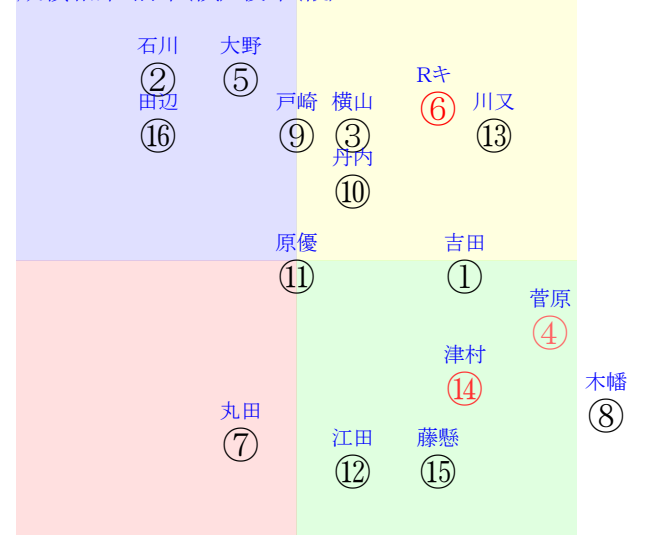 石川 大野
Rキ
② ⑤
田辺 戸崎 横山 ⑥ 川又
⑯ ⑨ ③ ⑬
丹内
⑩
原優 吉田
⑪ ①
菅原
④
津村
⑭ 木幡
丸田 ⑧
⑦ 江田 藤懸
⑫ ⑮